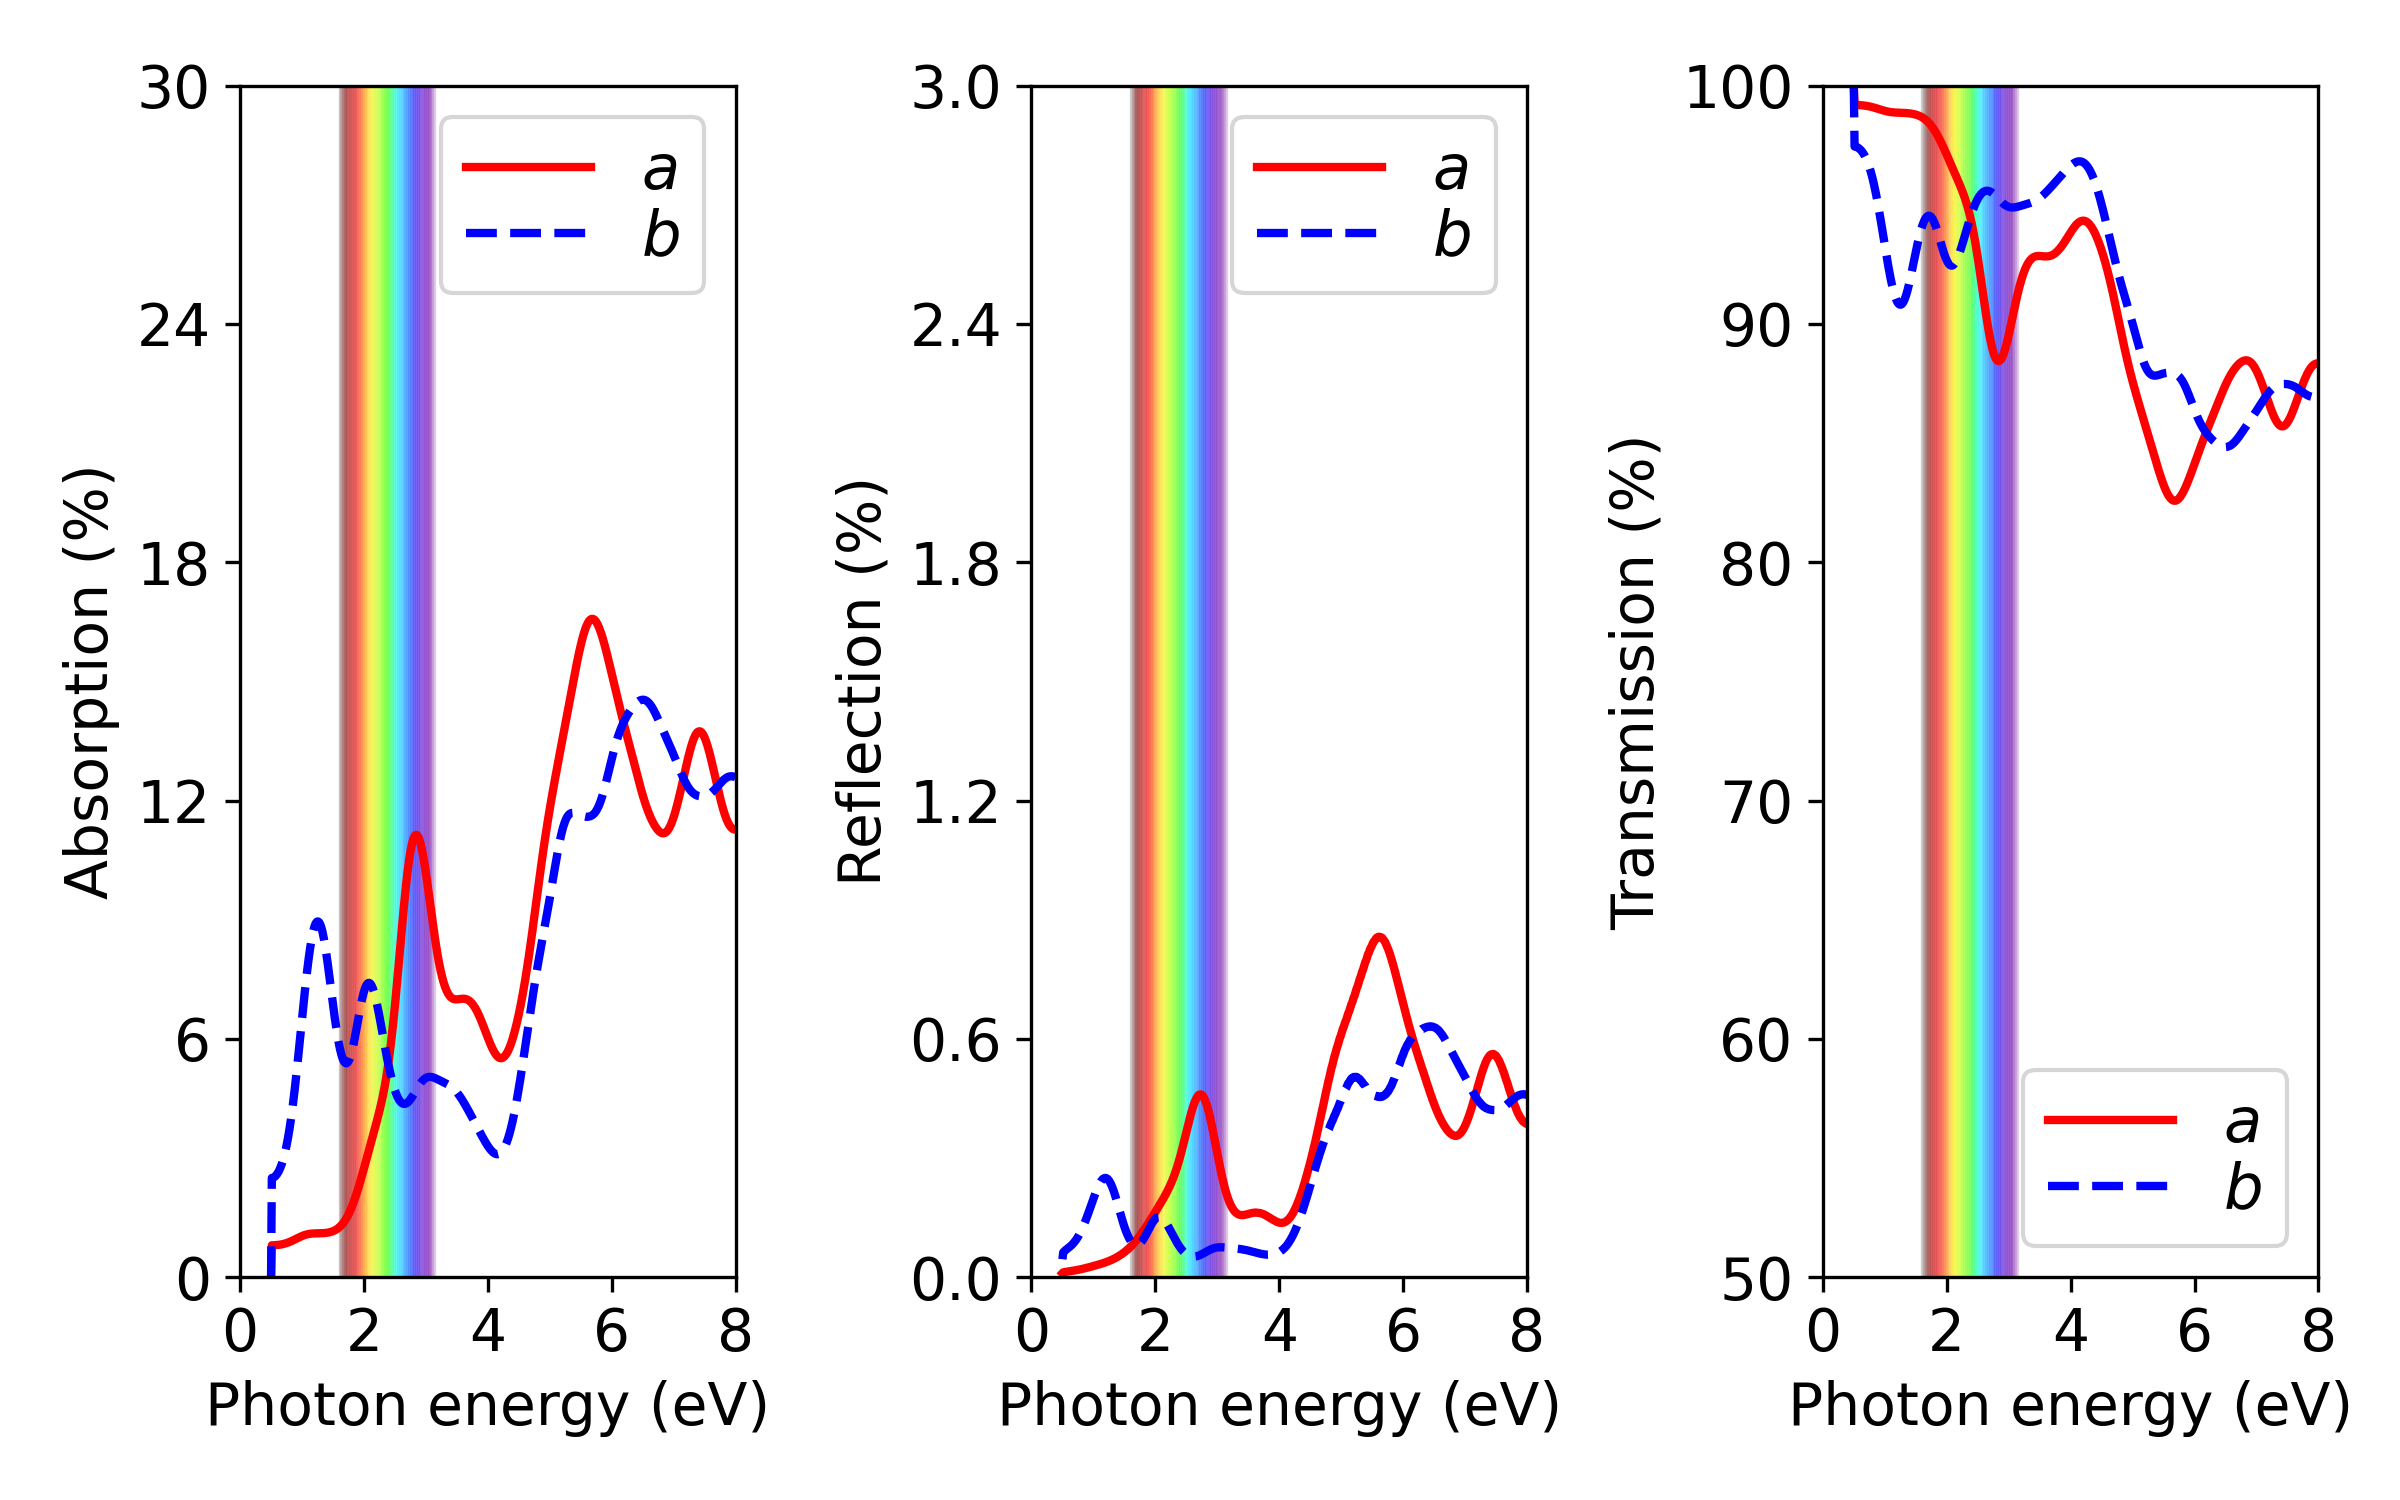 Absorption (%)
30
24
18
12
6
0
0 2 4 6 8
Photon energy (eV)
a
b
Reflection (%)
3.0
2.4
1.8
1.2
0.6
0.0
0 2 4 6 8
Photon energy (eV)
a
b
Transmission (%)
100
90
80
70
60
50
0 2 4 6 8
Photon energy (eV)
a
b